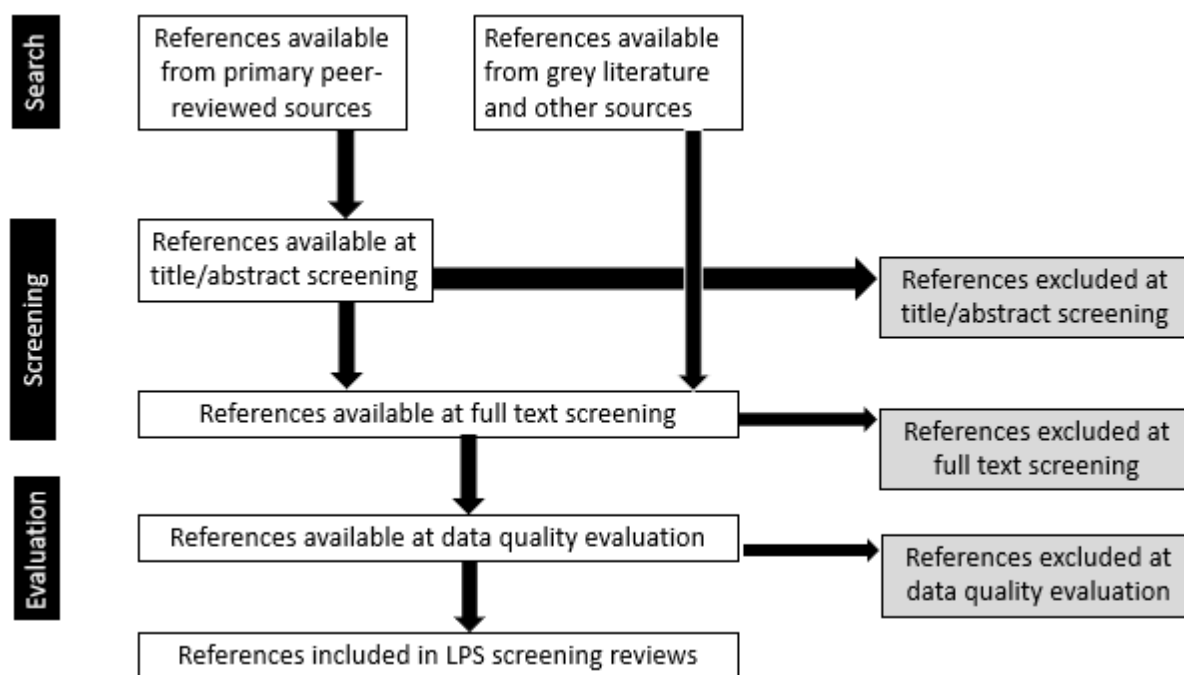 Search
References available
from primary peer-
reviewed sources
References available
from grey literature
and other sources
Screening
References available at
title/abstract screening
References excluded at
title/abstract screening
References available at full text screening
References excluded at
full text screening
Evaluation
References available at data quality evaluation
References excluded at
data quality evaluation
References included in LPS screening reviews